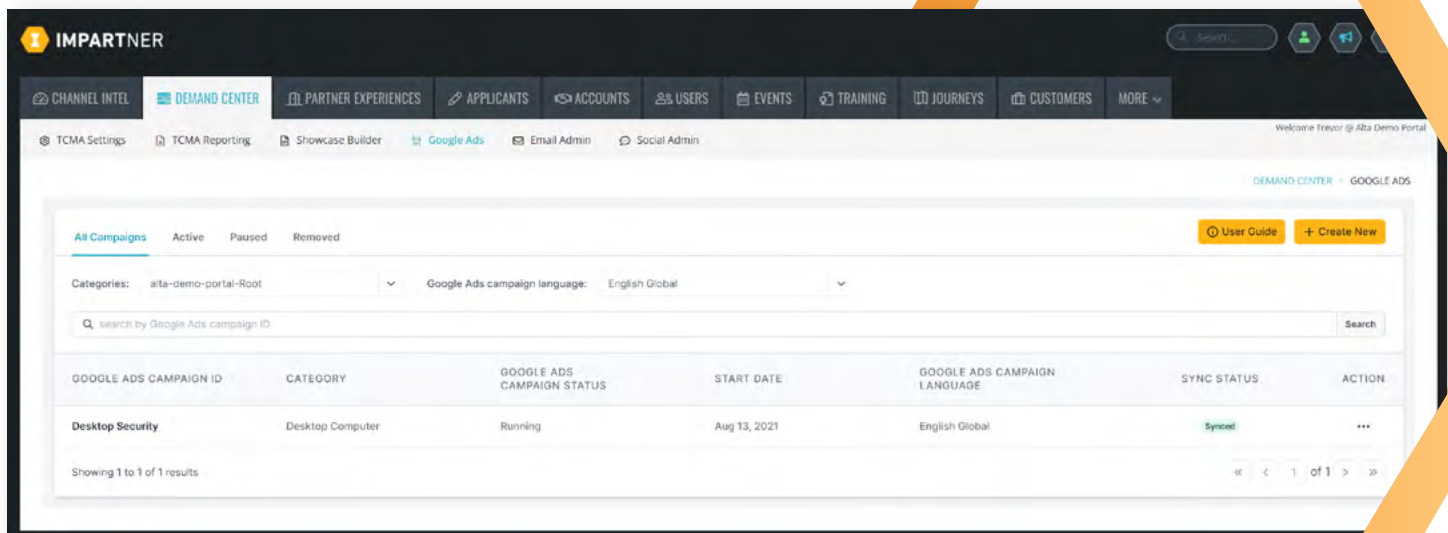 IMPARTNER
Search...
CHANNEL INTEL DEMAND CENTER PARTNER EXPERIENCES APPLICANTS ACCOUNTS USERS EVENTS TRAINING JOURNEYS CUSTOMERS MORE
TCMA Settings TCMA Reporting Showcase Builder Google Ads Email Admin Social Admin
Welcome Trevor @ Alta Demo Portal
DEMAND CENTER / GOOGLE ADS
All Campaigns Active Paused Removed User Guide + Create New
Categories: alta-demo-portal-Root Google Ads campaign language: English Global
search by Google Ads campaign ID Search
GOOGLE ADS CAMPAIGN ID CATEGORY GOOGLE ADS CAMPAIGN STATUS START DATE GOOGLE ADS CAMPAIGN LANGUAGE SYNC STATUS ACTION
Desktop Security Desktop Computer Running Aug 13, 2021 English Global Synced ...
Showing 1 to 1 of 1 results « < 1 of 1 > »